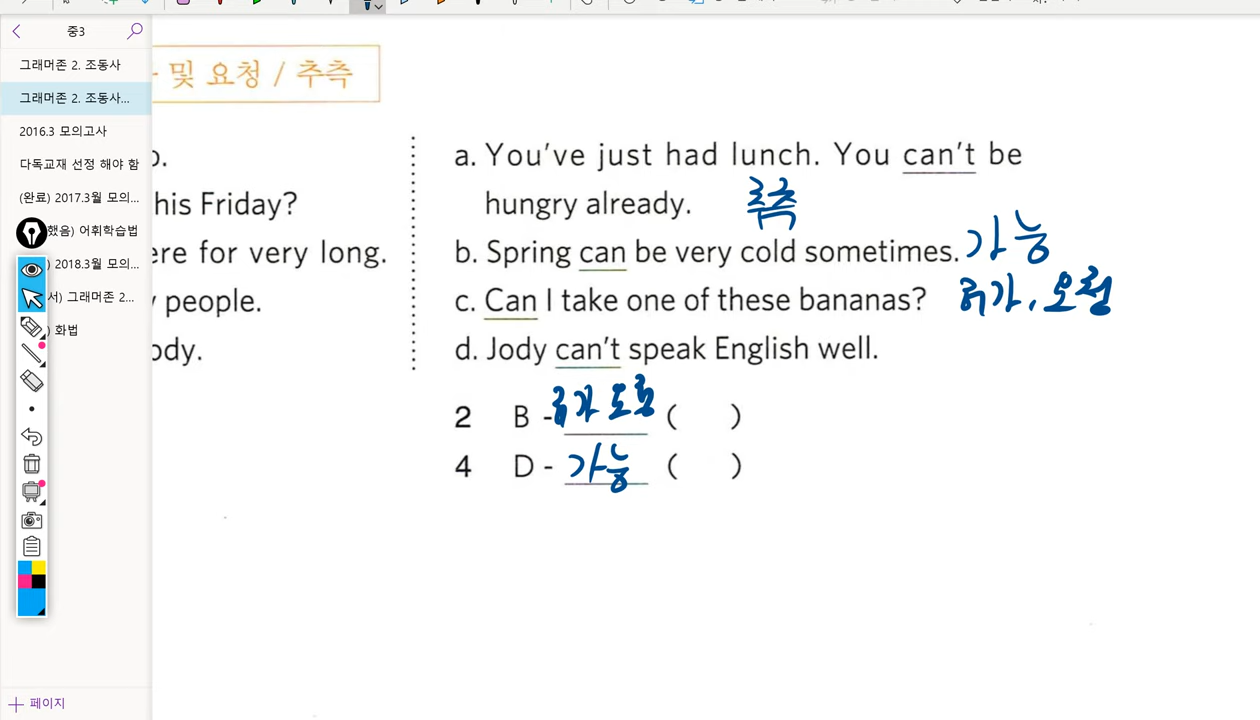 중3
그래머존 2. 조동사
그래머존 2. 조동사...
2016.3 모의고사
다독교재 선정 해야 함
(완료) 2017.3월 모의...
했음) 어휘학습법
) 2018.3월 모의...
서) 그래머존 2...
) 화법
페이지
및 요청 / 추측
his Friday?
ere for very long.
people.
ody.
a. You've just had lunch. You can't be
hungry already. 추측
b. Spring can be very cold sometimes. 가능
c. Can I take one of these bananas? 허가, 요청
d. Jody can't speak English well.
2 B - 허가 요청 ( )
4 D - 가능 ( )